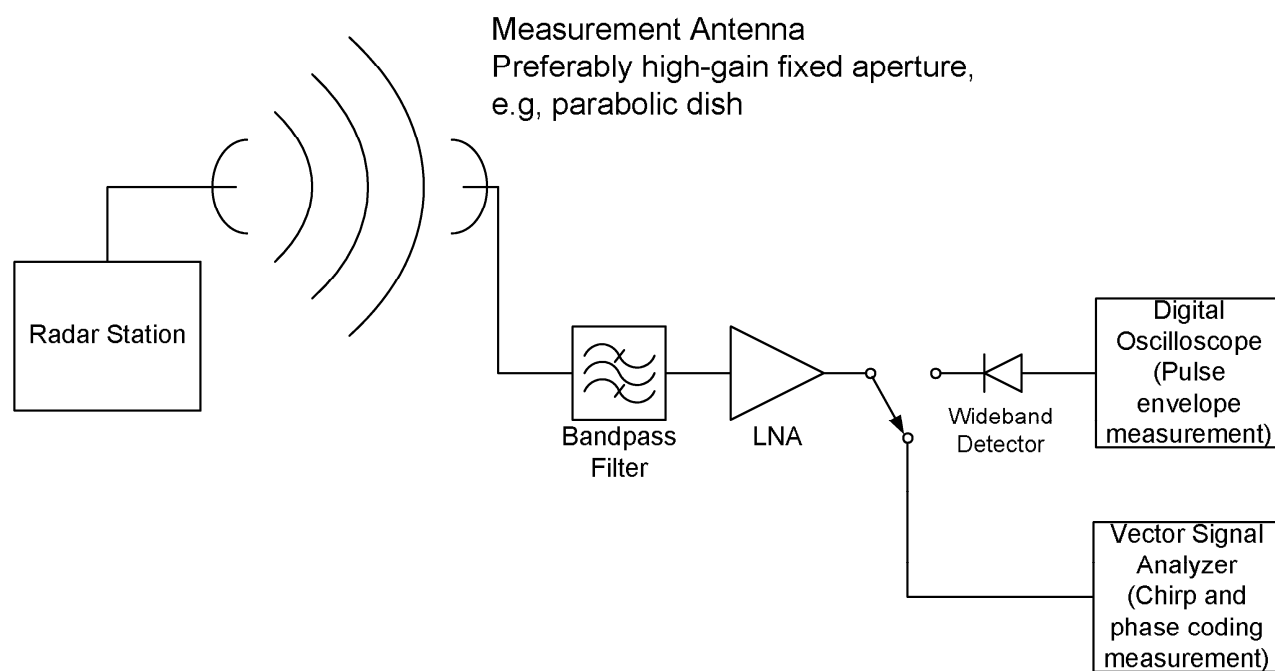 Measurement Antenna
Preferably high-gain fixed aperture,
e.g, parabolic dish
Radar Station
Bandpass
Filter
LNA
Wideband
Detector
Digital
Oscilloscope
(Pulse
envelope
measurement)
Vector Signal
Analyzer
(Chirp and
phase coding
measurement)